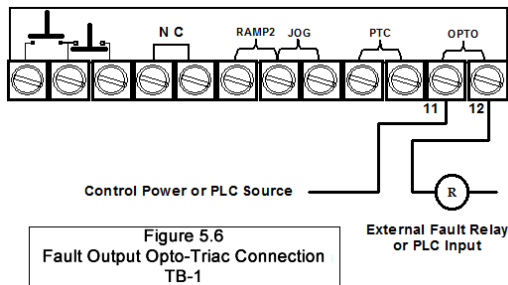 N C
RAMP2
JOG
PTC
OPTO
11
12
Control Power or PLC Source
R
External Fault Relay
or PLC Input
Figure 5.6
Fault Output Opto-Triac Connection
TB-1